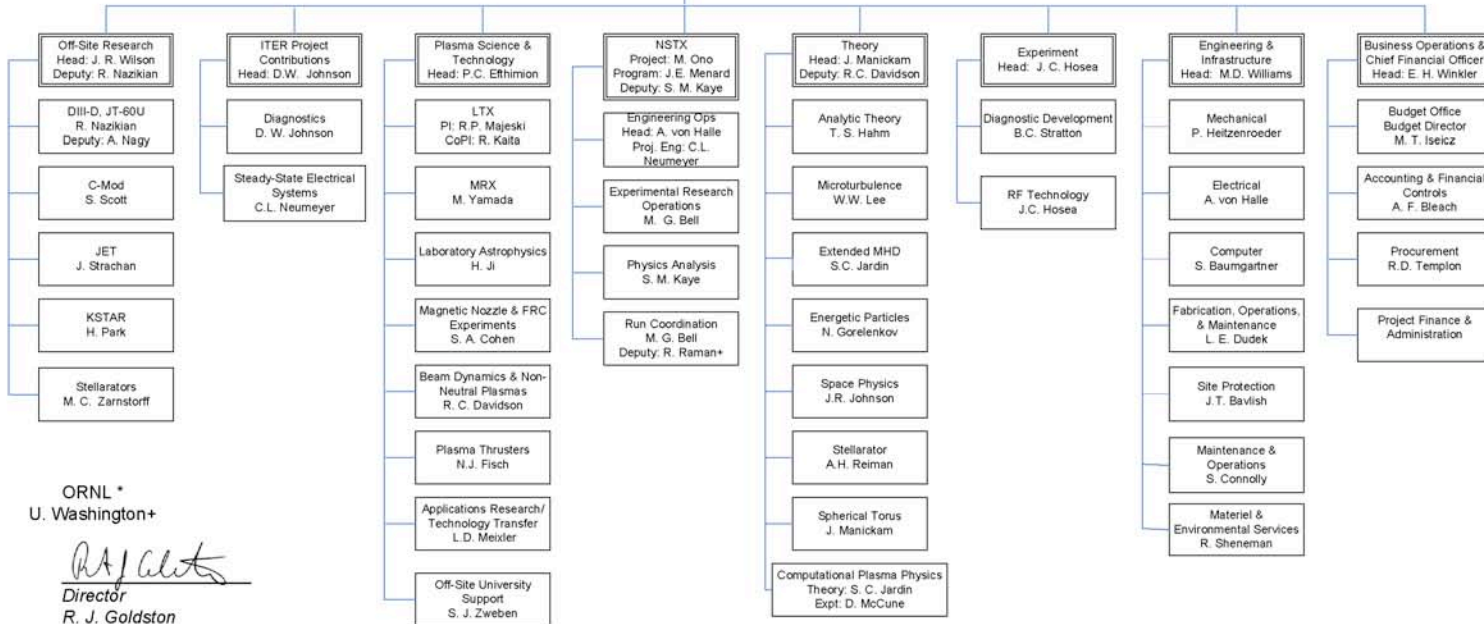 Off-Site Research
Head: J. R. Wilson
Deputy: R. Nazikian
DIII-D, JT-60U
R. Nazikian
Deputy: A. Nagy
C-Mod
S. Scott
JET
J. Strachan
KSTAR
H. Park
Stellarators
M. C. Zarnstorff
ITER Project
Contributions
Head: D.W. Johnson
Diagnostics
D. W. Johnson
Steady-State Electrical
Systems
C.L. Neumeyer
Plasma Science &
Technology
Head: P.C. Efthimion
LTX
PI: R.P. Majeski
CoPI: R. Kaita
MRX
M. Yamada
Laboratory Astrophysics
H. Ji
Magnetic Nozzle & FRC
Experiments
S. A. Cohen
Beam Dynamics & Non-
Neutral Plasmas
R. C. Davidson
Plasma Thrusters
N.J. Fisch
Applications Research/
Technology Transfer
L.D. Meixler
Off-Site University
Support
S. J. Zweben
NSTX
Project: M. Ono
Program: J.E. Menard
Deputy: S. M. Kaye
Engineering Ops
Head: A. von Halle
Proj. Eng: C.L.
Neumeyer
Experimental Research
Operations
M. G. Bell
Physics Analysis
S. M. Kaye
Run Coordination
M. G. Bell
Deputy: R. Raman+
Theory
Head: J. Manickam
Deputy: R.C. Davidson
Analytic Theory
T. S. Hahm
Microturbulence
W.W. Lee
Extended MHD
S.C. Jardin
Energetic Particles
N. Gorelenkov
Space Physics
J.R. Johnson
Stellarator
A.H. Reiman
Spherical Torus
J. Manickam
Computational Plasma Physics
Theory: S. C. Jardin
Expt: D. McCune
Experiment
Head: J. C. Hosea
Diagnostic Development
B.C. Stratton
RF Technology
J.C. Hosea
Engineering &
Infrastructure
Head: M.D. Williams
Mechanical
P. Heitzenroeder
Electrical
A. von Halle
Computer
S. Baumgartner
Fabrication, Operations,
& Maintenance
L. E. Dudek
Site Protection
J.T. Bavlish
Maintenance &
Operations
S. Connolly
Materiel &
Environmental Services
R. Sheneman
Business Operations &
Chief Financial Officer
Head: E. H. Winkler
Budget Office
Budget Director
M. T. Iseicz
Accounting & Financial
Controls
A. F. Bleach
Procurement
R.D. Templon
Project Finance &
Administration
ORNL *
U. Washington+
Director
R. J. Goldston